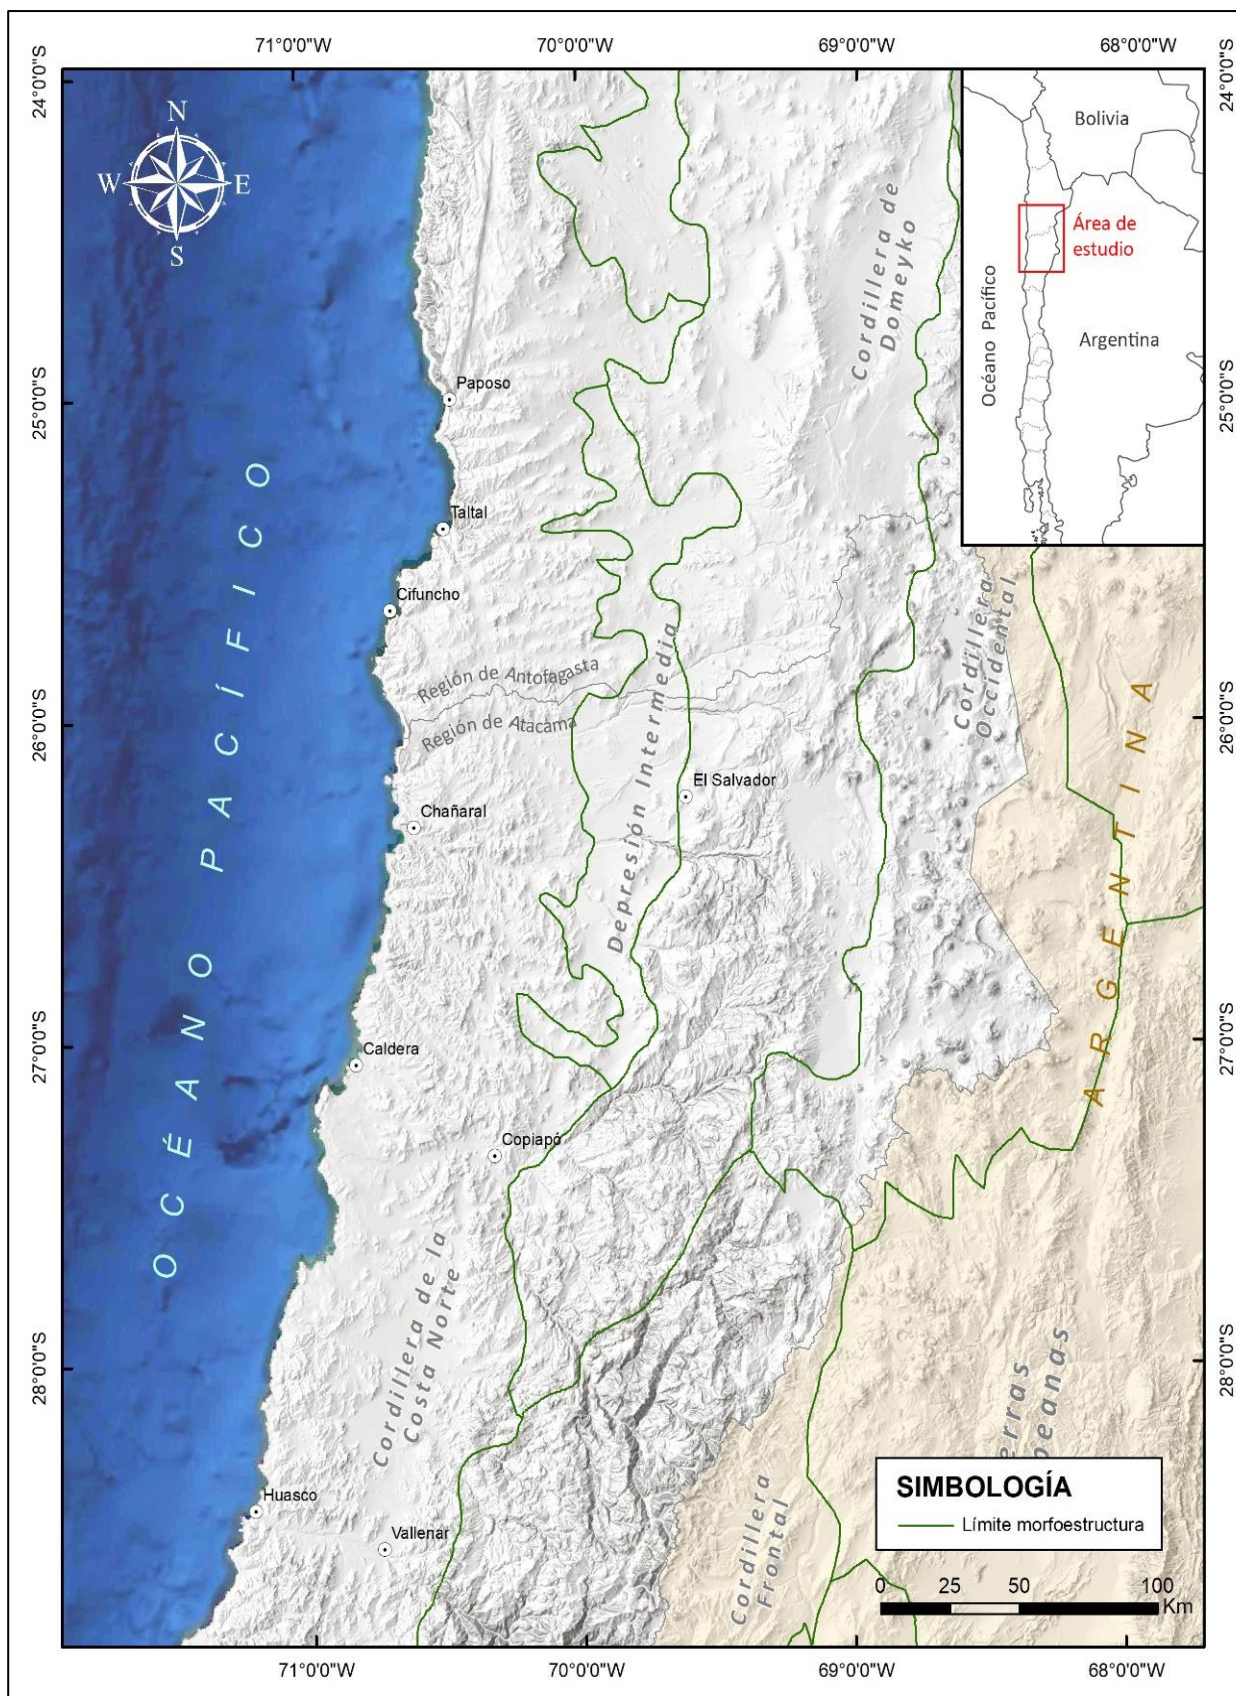 71°0'0"W 70°0'0"W 69°0'0"W 68°0'0"W
24°0'0"S
24°0'0"S
N
W
E
S
Bolivia
Área de
estudio
Océano Pacífico
Argentina
Cordillera de
Domeyko
25°0'0"S
25°0'0"S
Paposo
Taltal
Cifuncho
OCÉANO PACÍFICO
Cordillera
Occidental
Región de Antofagasta
Región de Atacama
26°0'0"S
26°0'0"S
Depresión Intermedia
El Salvador
Chañaral
ARGENTINA
27°0'0"S
27°0'0"S
Caldera
Copiapó
Cordillera de la
Costa Norte
28°0'0"S
28°0'0"S
erras
peanas
Huasco
Vallenar
Cordillera
Frontal
SIMBOLOGÍA
Límite morfoestructura
0 25 50 100
Km
71°0'0"W 70°0'0"W 69°0'0"W 68°0'0"W